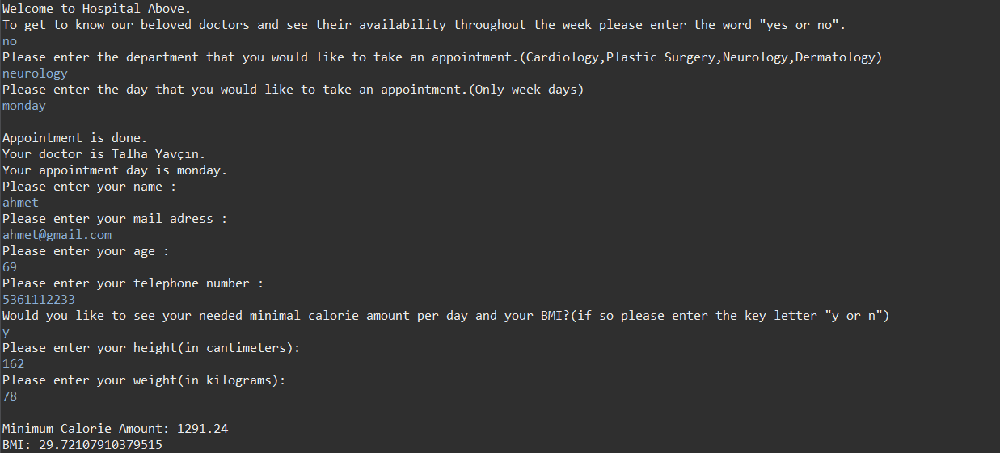 Welcome to Hospital Above.
To get to know our beloved doctors and see their availability throughout the week please enter the word "yes or no".
no
Please enter the department that you would like to take an appointment.(Cardiology,Plastic Surgery,Neurology,Dermatology)
neurology
Please enter the day that you would like to take an appointment.(Only week days)
monday
Appointment is done.
Your doctor is Talha Yavçın.
Your appointment day is monday.
Please enter your name :
ahmet
Please enter your mail adress :
ahmet@gmail.com
Please enter your age :
69
Please enter your telephone number :
5361112233
Would you like to see your needed minimal calorie amount per day and your BMI?(if so please enter the key letter "y or n")
y
Please enter your height(in cantimeters):
162
Please enter your weight(in kilograms):
78
Minimum Calorie Amount: 1291.24
BMI: 29.72107910379515